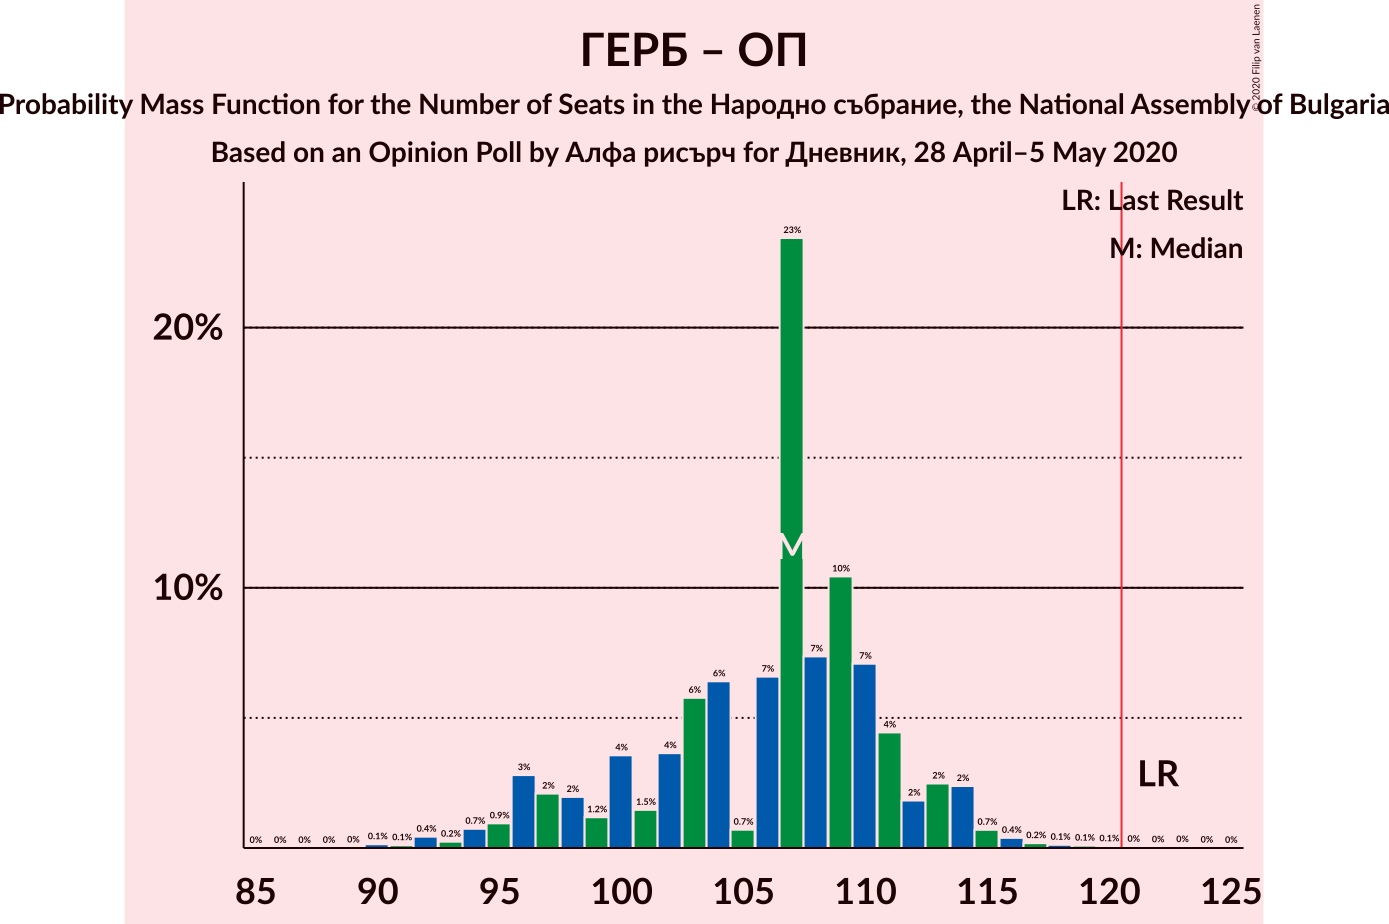 ГЕРБ – ОП
Probability Mass Function for the Number of Seats in the Народно събрание, the National Assembly of Bulgaria
Based on an Opinion Poll by Алфа рисърч for Дневник, 28 April–5 May 2020
© 2020 Filip van Laenen
LR: Last Result
M: Median
20%
10%
0% 0% 0% 0% 0% 0.1% 0.1% 0.4% 0.2% 0.7% 0.9% 3% 2% 2% 1.2% 4% 1.5% 4% 6% 6% 0.7% 7% 23% 7% 10% 7% 4% 2% 2% 2% 0.7% 0.4% 0.2% 0.1% 0.1% 0.1% 0% 0% 0% 0% 0%
M
LR
85 90 95 100 105 110 115 120 125